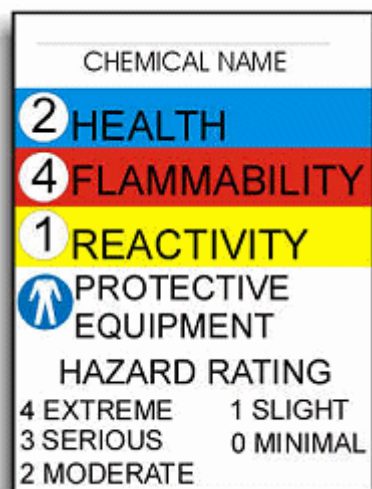 CHEMICAL NAME
2 HEALTH
4 FLAMMABILITY
1 REACTIVITY
PROTECTIVE
EQUIPMENT
HAZARD RATING
4 EXTREME 1 SLIGHT
3 SERIOUS 0 MINIMAL
2 MODERATE